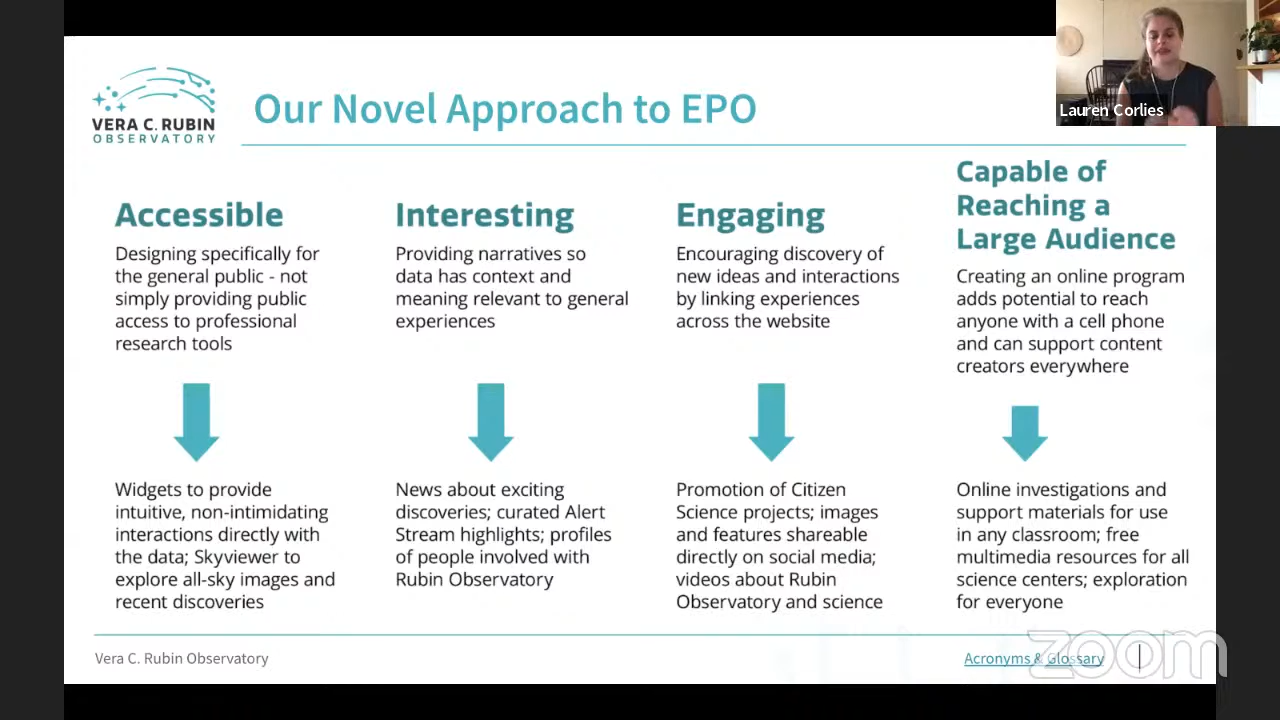 VERA C. RUBIN
OBSERVATORY
Our Novel Approach to EPO
Lauren Corlies
Accessible
Designing specifically for
the general public - not
simply providing public
access to professional
research tools
Widgets to provide
intuitive, non-intimidating
interactions directly with
the data; Skyviewer to
explore all-sky images and
recent discoveries
Interesting
Providing narratives so
data has context and
meaning relevant to general
experiences
News about exciting
discoveries; curated Alert
Stream highlights; profiles
of people involved with
Rubin Observatory
Engaging
Encouraging discovery of
new ideas and interactions
by linking experiences
across the website
Promotion of Citizen
Science projects; images
and features shareable
directly on social media;
videos about Rubin
Observatory and science
Capable of
Reaching a
Large Audience
Creating an online program
adds potential to reach
anyone with a cell phone
and can support content
creators everywhere
Online investigations and
support materials for use
in any classroom; free
multimedia resources for all
science centers; exploration
for everyone
Vera C. Rubin Observatory
Acronyms & Glossary
zoom